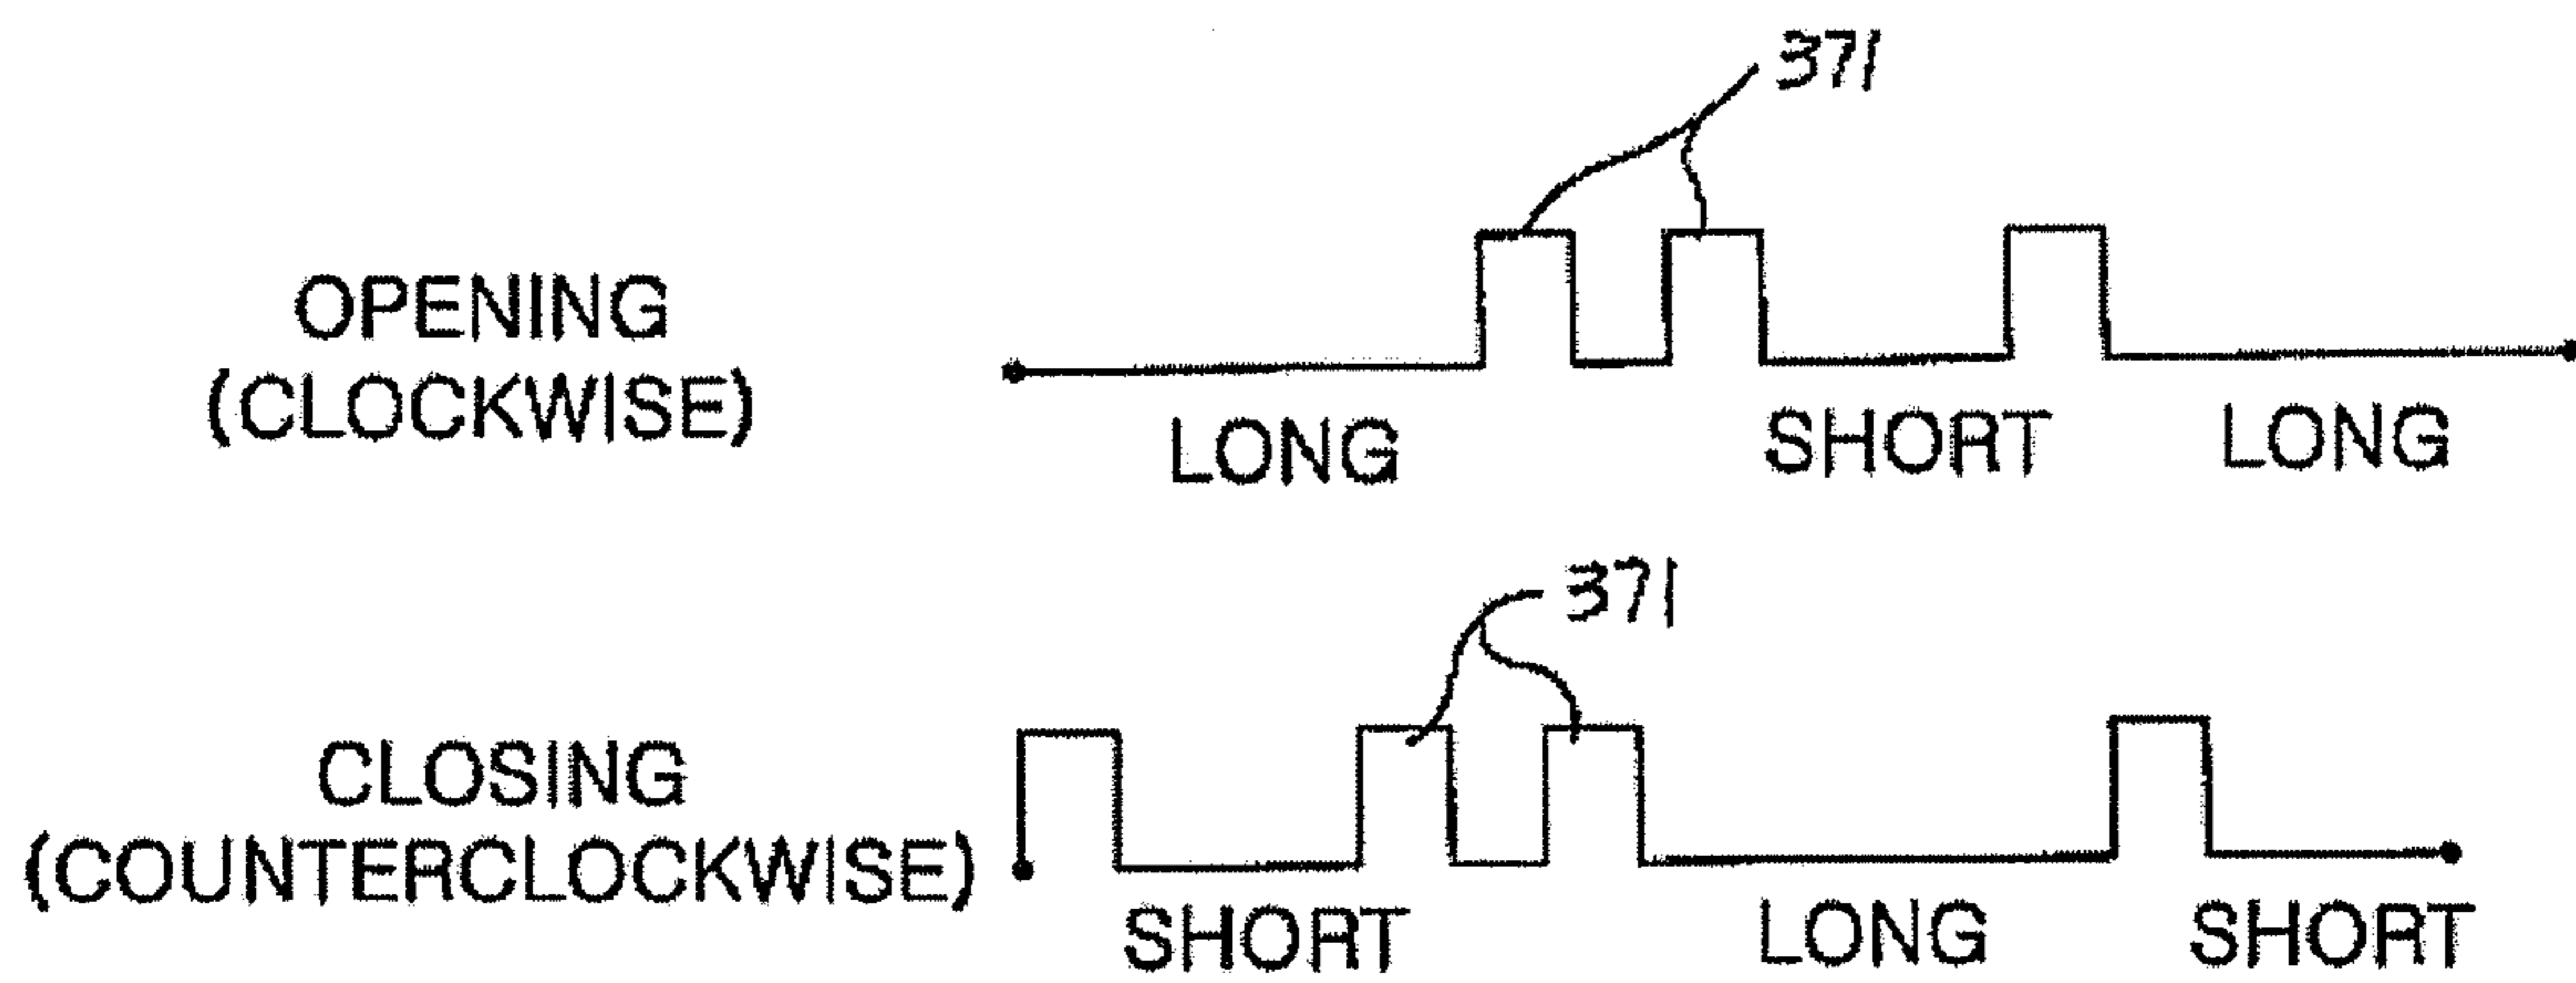 371
OPENING
(CLOCKWISE)
LONG SHORT LONG
371
CLOSING
(COUNTERCLOCKWISE)
SHORT LONG SHORT